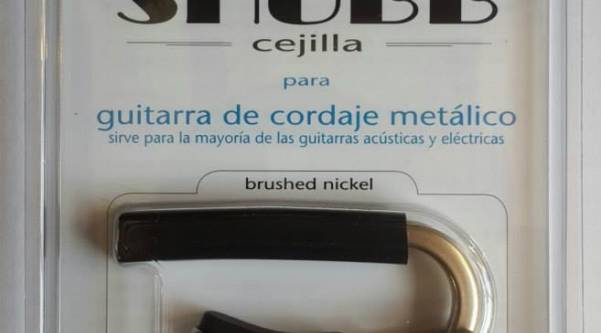 SHUBB
cejilla
para
guitarra de cordaje metálico
sirve para la mayoría de las guitarras acústicas y eléctricas
brushed nickel